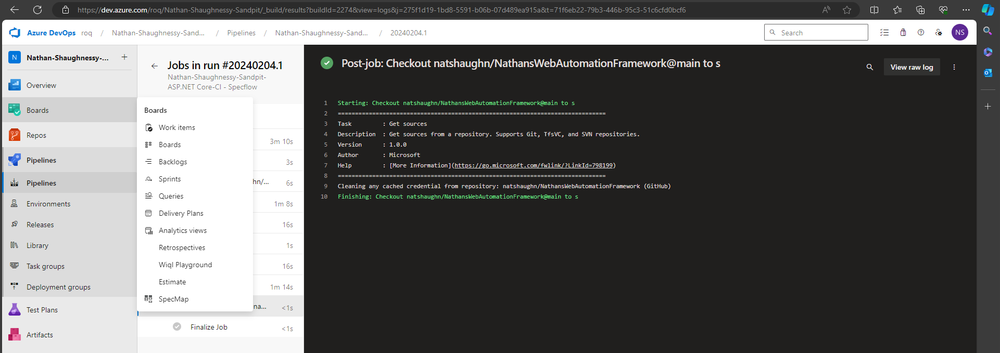 https://dev.azure.com/roq/Nathan-Shaughnessy-Sandpit/_build/results?buildId=2274&view=logs&j=275f1d19-1bd8-5591-b06b-07d489ea915a&t=71f6eb22-79b3-446b-95c3-51c6cfd0bcf6
Azure DevOps roq / Nathan-Shaughnessy-Sand... / Pipelines / Nathan-Shaughnessy-Sand... / 20240204.1
Search
NS
N Nathan-Shaughnessy-... +
Overview
Boards
Repos
Pipelines
Pipelines
Environments
Releases
Library
Task groups
Deployment groups
Test Plans
Artifacts
Jobs in run #20240204.1
Nathan-Shaughnessy-Sandpit-
ASP.NET Core-CI - Specflow
Boards
Work items
Boards
Backlogs
Sprints
Queries
Delivery Plans
Analytics views
Retrospectives
Wiql Playground
Estimate
SpecMap
3m 10s
3s
hn/... 6s
1m 8s
16s
1s
16s
1m 14s
na... <1s
Finalize Job <1s
Post-job: Checkout natshaughn/NathansWebAutomationFramework@main to s
View raw log
1 Starting: Checkout natshaughn/NathansWebAutomationFramework@main to s
2 ==============================================================================
3 Task : Get sources
4 Description : Get sources from a repository. Supports Git, TfsVC, and SVN repositories.
5 Version : 1.0.0
6 Author : Microsoft
7 Help : [More Information](https://go.microsoft.com/fwlink/?LinkId=798199)
8 ==============================================================================
9 Cleaning any cached credential from repository: natshaughn/NathansWebAutomationFramework (GitHub)
10 Finishing: Checkout natshaughn/NathansWebAutomationFramework@main to s